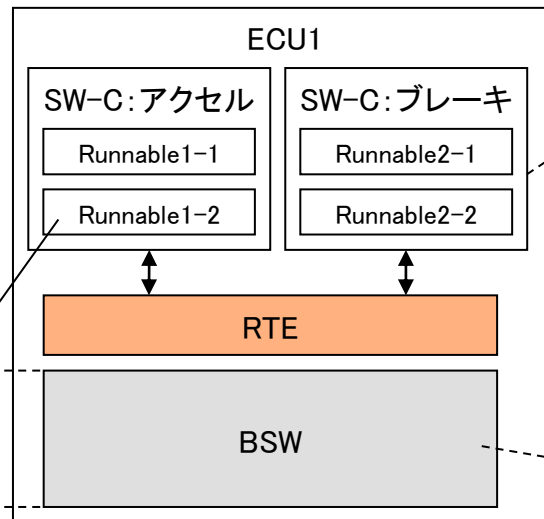 ECU1
SW-C:アクセル
Runnable1-1
Runnable1-2
SW-C:ブレーキ
Runnable2-1
Runnable2-2
RTE
BSW